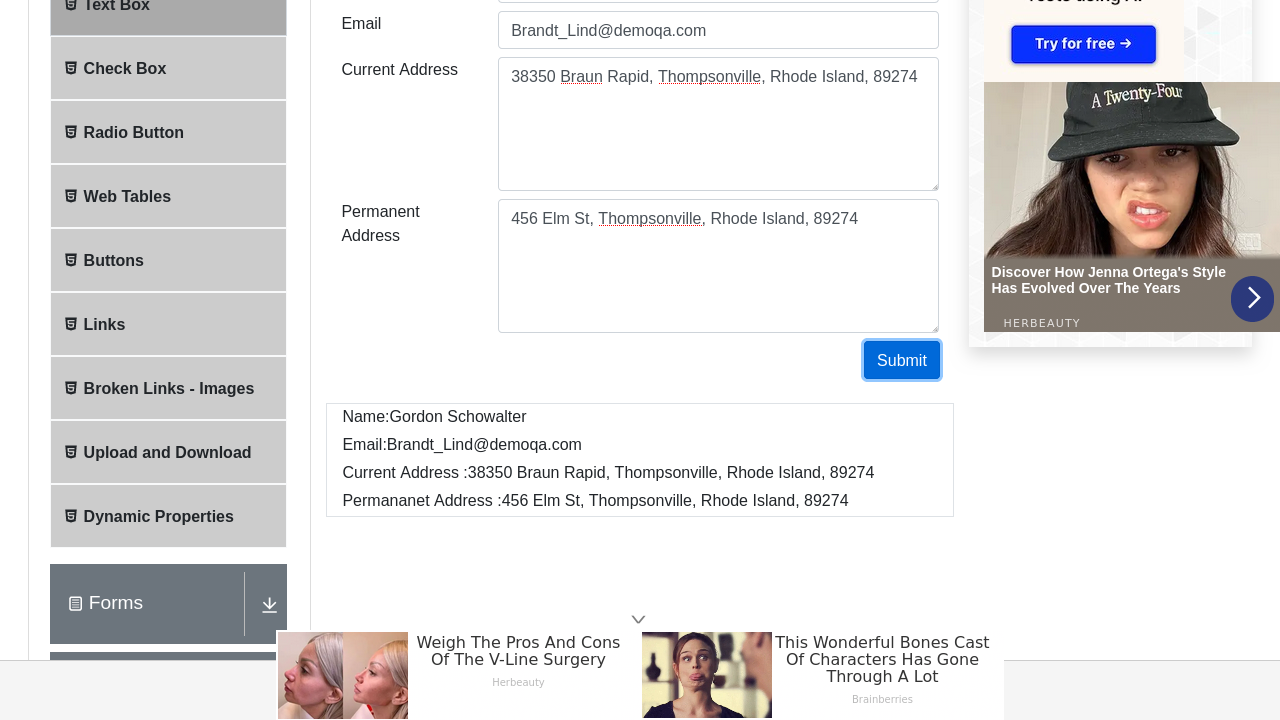 Text Box
Check Box
Radio Button
Web Tables
Buttons
Links
Broken Links - Images
Upload and Download
Dynamic Properties
Forms
Email
Brandt_Lind@demoqa.com
Current Address
38350 Braun Rapid, Thompsonville, Rhode Island, 89274
Permanent
Address
456 Elm St, Thompsonville, Rhode Island, 89274
Submit
Name:Gordon Schowalter
Email:Brandt_Lind@demoqa.com
Current Address :38350 Braun Rapid, Thompsonville, Rhode Island, 89274
Permananet Address :456 Elm St, Thompsonville, Rhode Island, 89274
Try for free →
A Twenty-Four
Discover How Jenna Ortega's Style
Has Evolved Over The Years
HERBEAUTY
Weigh The Pros And Cons
Of The V-Line Surgery
Herbeauty
This Wonderful Bones Cast
Of Characters Has Gone
Through A Lot
Brainberries